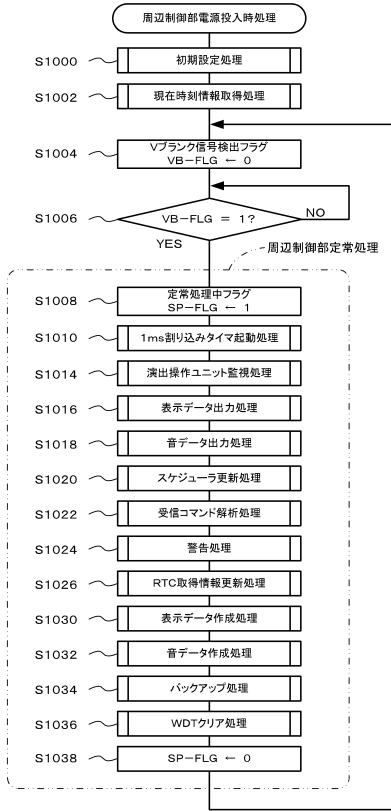 周辺制御部電源投入時処理
S1000
初期設定処理
S1002
現在時刻情報取得処理
S1004
Vブランク信号検出フラグ
VB-FLG ← 0
S1006
VB-FLG = 1?
NO
YES
周辺制御部定常処理
S1008
定常処理中フラグ
SP-FLG ← 1
S1010
1ms割り込みタイマ起動処理
S1014
演出操作ユニット監視処理
S1016
表示データ出力処理
S1018
音データ出力処理
S1020
スケジューラ更新処理
S1022
受信コマンド解析処理
S1024
警告処理
S1026
RTC取得情報更新処理
S1030
表示データ作成処理
S1032
音データ作成処理
S1034
バックアップ処理
S1036
WDTクリア処理
S1038
SP-FLG ← 0